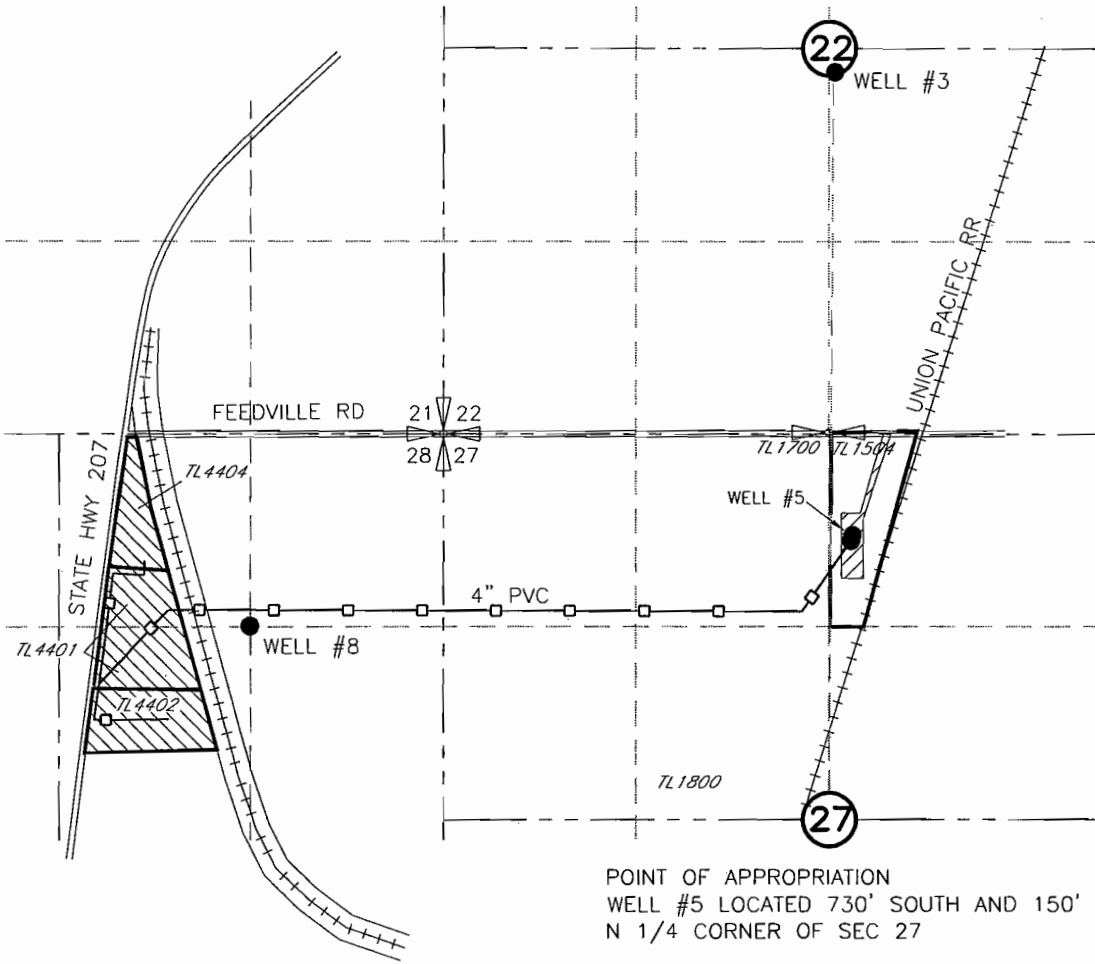 22
WELL #3
UNION PACIFIC RR
FEEDVILLE RD
21 22
28 27
TL1700 TL1504
TL4404
STATE HWY 207
WELL #5
4" PVC
WELL #8
TL4401
TL4402
TL1800
27
POINT OF APPROPRIATION
WELL #5 LOCATED 730' SOUTH AND 150'
N 1/4 CORNER OF SEC 27